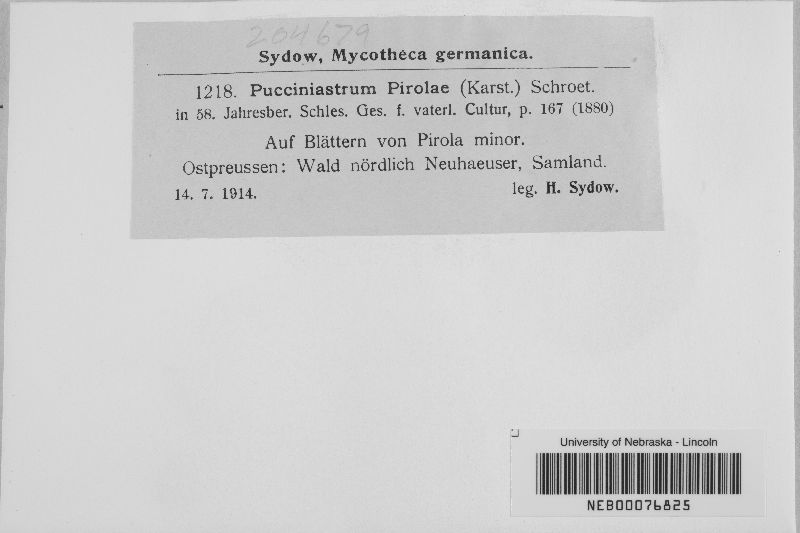 204679
Sydow, Mycotheca germanica.
1218. Pucciniastrum Pirolae (Karst.) Schroet.
in 58. Jahresber. Schles. Ges. f. vaterl. Cultur, p. 167 (1880)
Auf Blättern von Pirola minor.
Ostpreussen: Wald nördlich Neuhaeuser, Samland.
14. 7. 1914. leg. H. Sydow.
University of Nebraska - Lincoln
NEB00076825